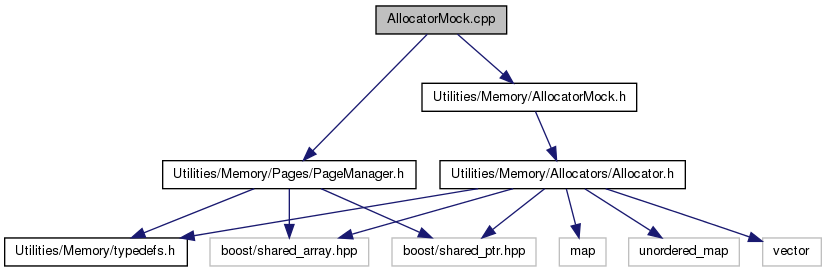 AllocatorMock.cpp
Utilities/Memory/AllocatorMock.h
Utilities/Memory/Pages/PageManager.h
Utilities/Memory/Allocators/Allocator.h
Utilities/Memory/typedefs.h
boost/shared_array.hpp
boost/shared_ptr.hpp
map
unordered_map
vector